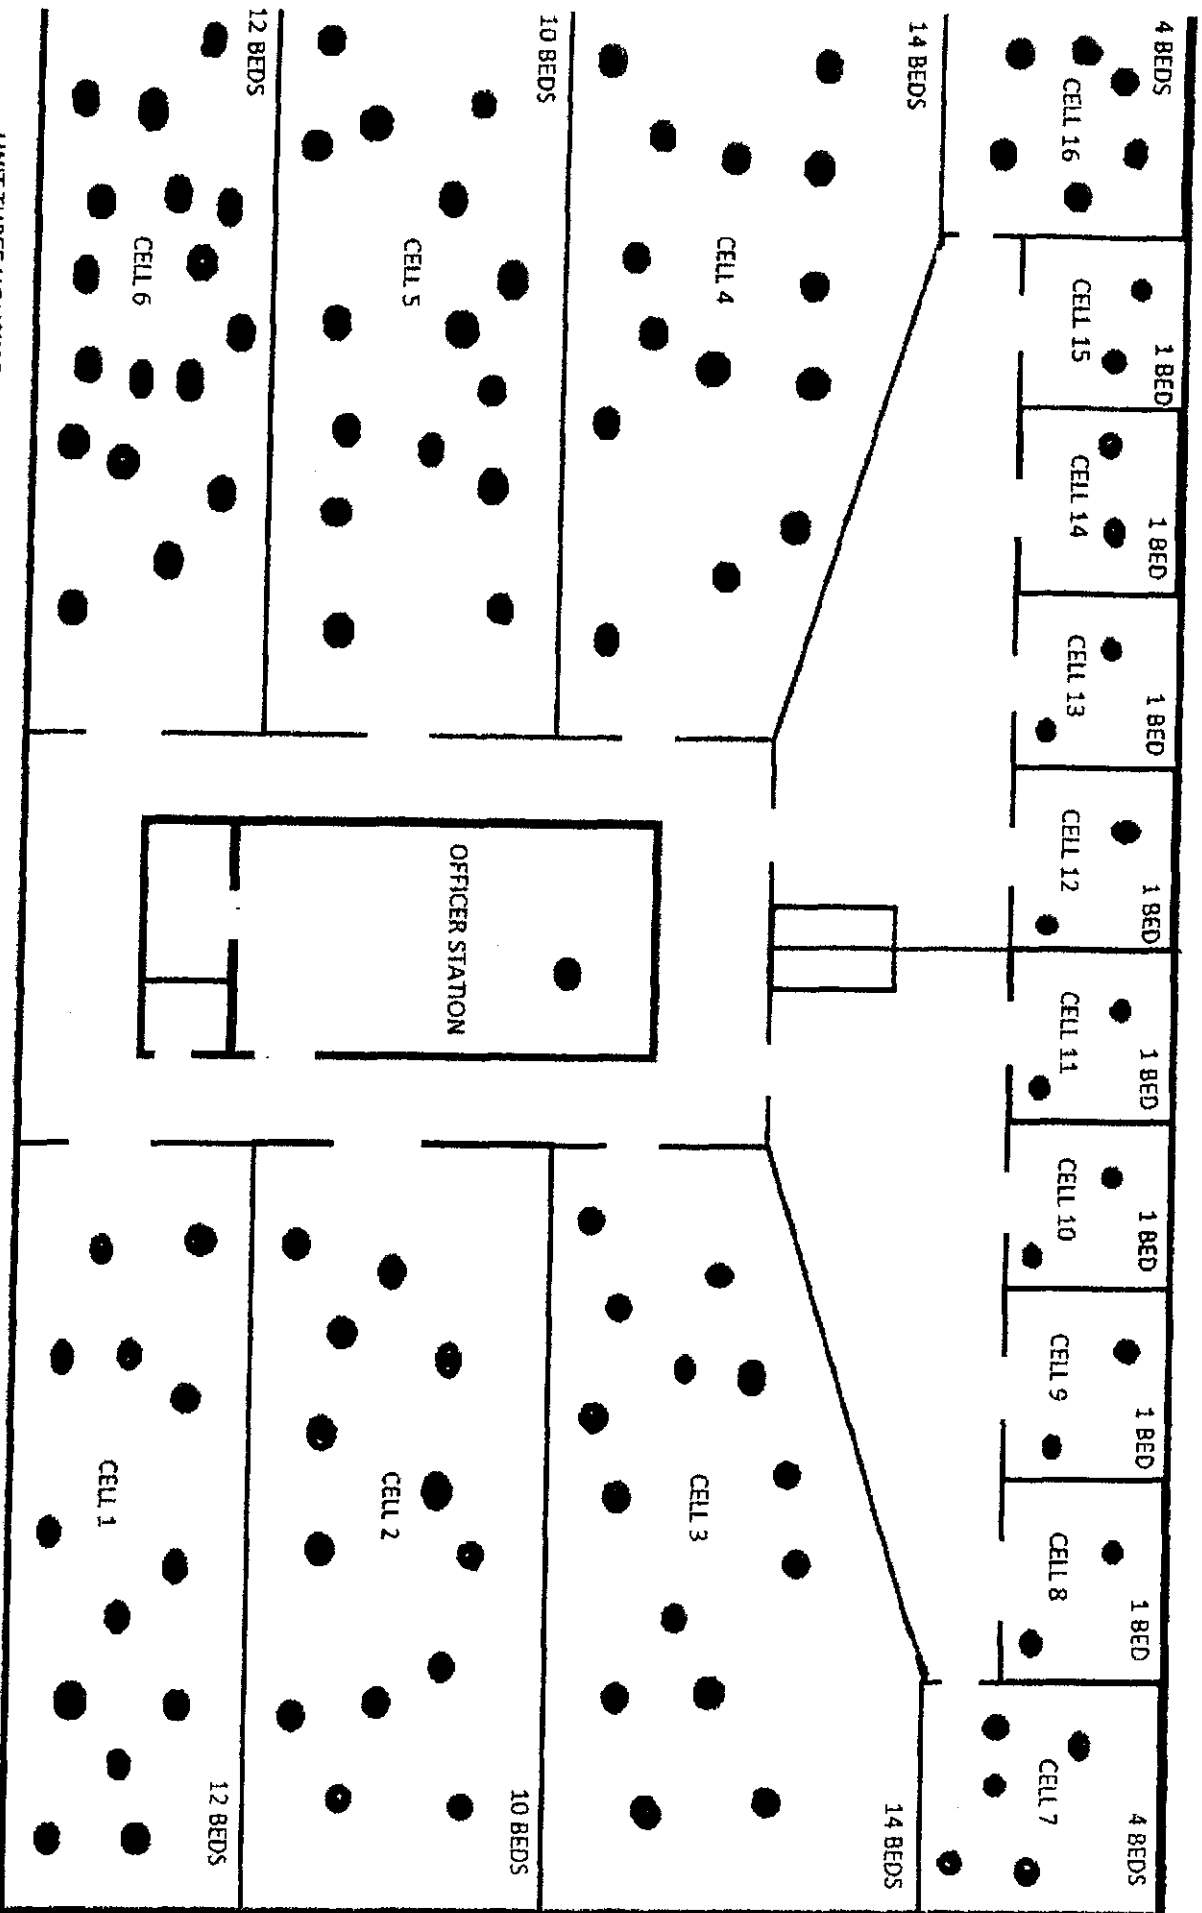 4 BEDS
CELL 16
1 BED
CELL 15
1 BED
CELL 14
1 BED
CELL 13
1 BED
CELL 12
1 BED
CELL 11
1 BED
CELL 10
1 BED
CELL 9
1 BED
CELL 8
4 BEDS
CELL 7
14 BEDS
CELL 4
10 BEDS
CELL 5
12 BEDS
CELL 6
OFFICER STATION
CELL 3
14 BEDS
CELL 2
10 BEDS
CELL 1
12 BEDS